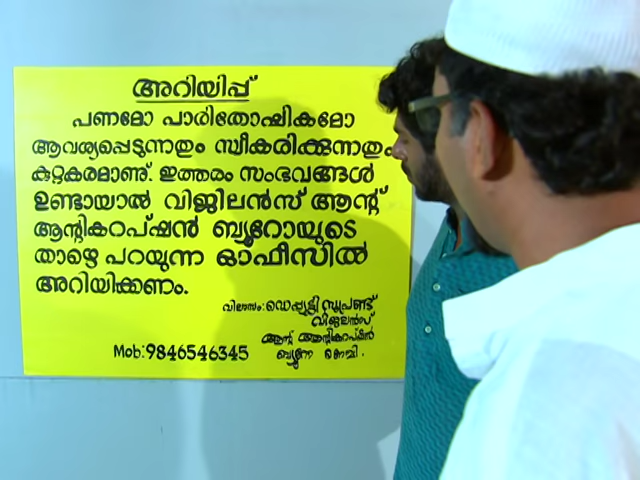 അറിയിപ്പ്
പണമോ പാരിതോഷികമോ
ആവശ്യപ്പെടുന്നതും സ്വീകരിക്കുന്നതും
കുറ്റകരമാണ്. ഇത്തരം സംഭവങ്ങൾ
ഉണ്ടായാൽ വിജിലൻസ് ആന്റ്
ആന്റികറപ്ഷൻ ബ്യൂറോയുടെ
താഴെ പറയുന്ന ഓഫീസിൽ
അറിയിക്കണം.
വിലാസം: ഡെപ്യൂട്ടി സൂപ്രണ്ട്
വിജിലൻസ്
ആന്റ് ആന്റികറപ്ഷൻ
ബ്യൂറോ
Mob: 9846546345